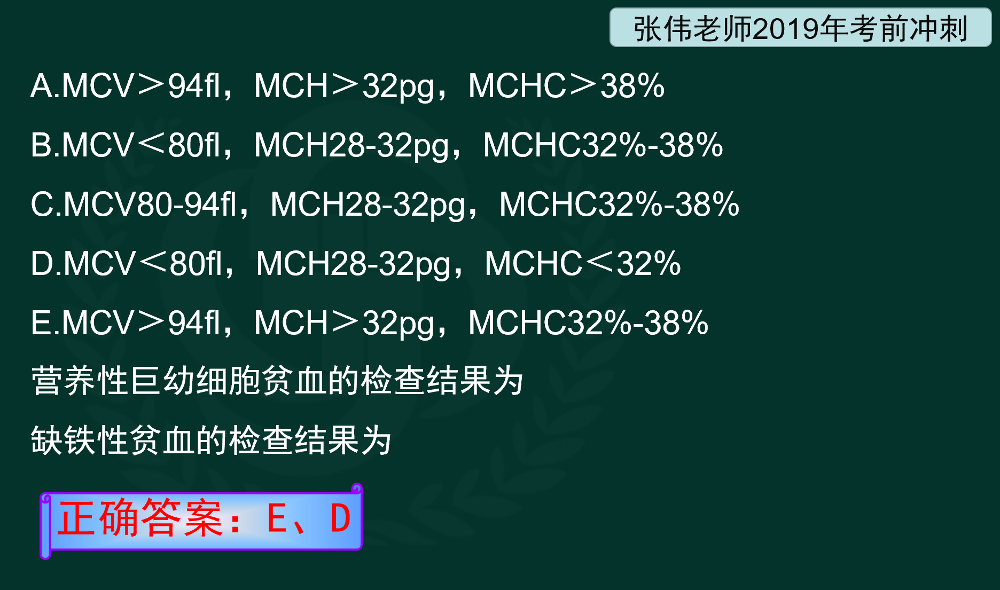 张伟老师2019年考前冲刺
A.MCV＞94fl，MCH＞32pg，MCHC＞38%
B.MCV＜80fl，MCH28-32pg，MCHC32%-38%
C.MCV80-94fl，MCH28-32pg，MCHC32%-38%
D.MCV＜80fl，MCH28-32pg，MCHC＜32%
E.MCV＞94fl，MCH＞32pg，MCHC32%-38%
营养性巨幼细胞贫血的检查结果为
缺铁性贫血的检查结果为
正确答案：E、D